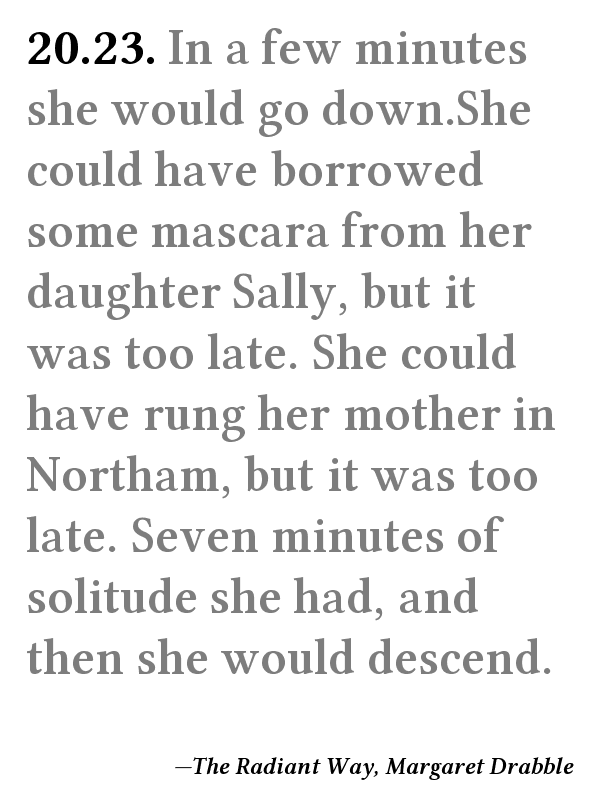 20.23. In a few minutes
she would go down.She
could have borrowed
some mascara from her
daughter Sally, but it
was too late. She could
have rung her mother in
Northam, but it was too
late. Seven minutes of
solitude she had, and
then she would descend.
—The Radiant Way, Margaret Drabble